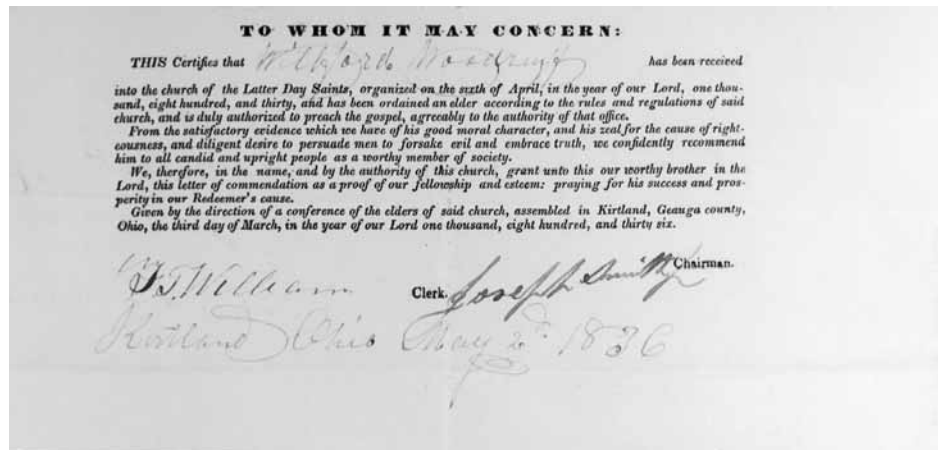 TO WHOM IT MAY CONCERN:
THIS Certifies that Willford Woodruff has been received
into the church of the Latter Day Saints, organized on the sixth of April, in the year of our Lord, one thou-
sand, eight hundred, and thirty, and has been ordained an elder according to the rules and regulations of said
church, and is duly authorized to preach the gospel, agreeably to the authority of that office.
From the satisfactory evidence which we have of his good moral character, and his zeal for the cause of right-
eousness, and diligent desire to persuade men to forsake evil and embrace truth, we confidently recommend
him to all candid and upright people as a worthy member of society.
We, therefore, in the name, and by the authority of this church, grant unto this our worthy brother in the
Lord, this letter of commendation as a proof of our fellowship and esteem: praying for his success and pros-
perity in our Redeemer's cause.
Given by the direction of a conference of the elders of said church, assembled in Kirtland, Geauga county,
Ohio, the third day of March, in the year of our Lord one thousand, eight hundred, and thirty six.
William Clerk. Joseph Smith Chairman.
Kirtland Ohio May 2d 1836